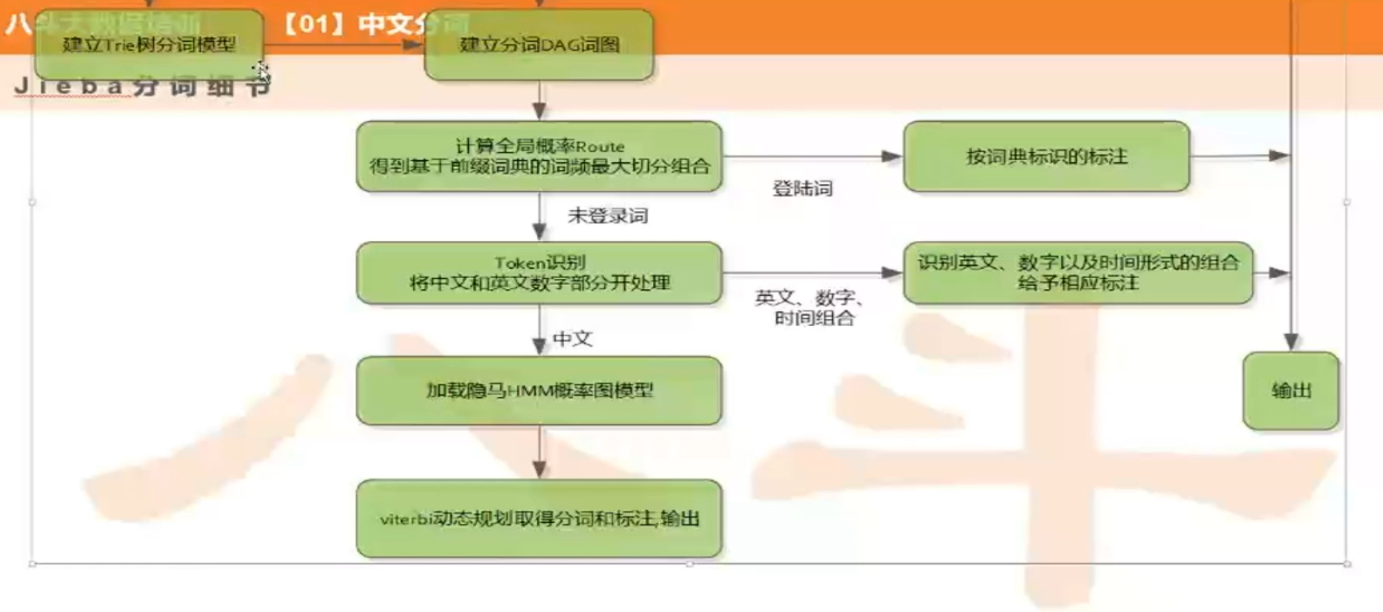 【01】中文分词
建立Trie树分词模型
建立分词DAG词图
Jieba分词细节
计算全局概率Route
得到基于前缀词典的词频最大切分组合
登陆词
按词典标识的标注
未登录词
Token识别
将中文和英文数字部分开处理
英文、数字、
时间组合
识别英文、数字以及时间形式的组合
给予相应标注
中文
加载隐马HMM概率图模型
输出
viterbi动态规划取得分词和标注,输出
八斗